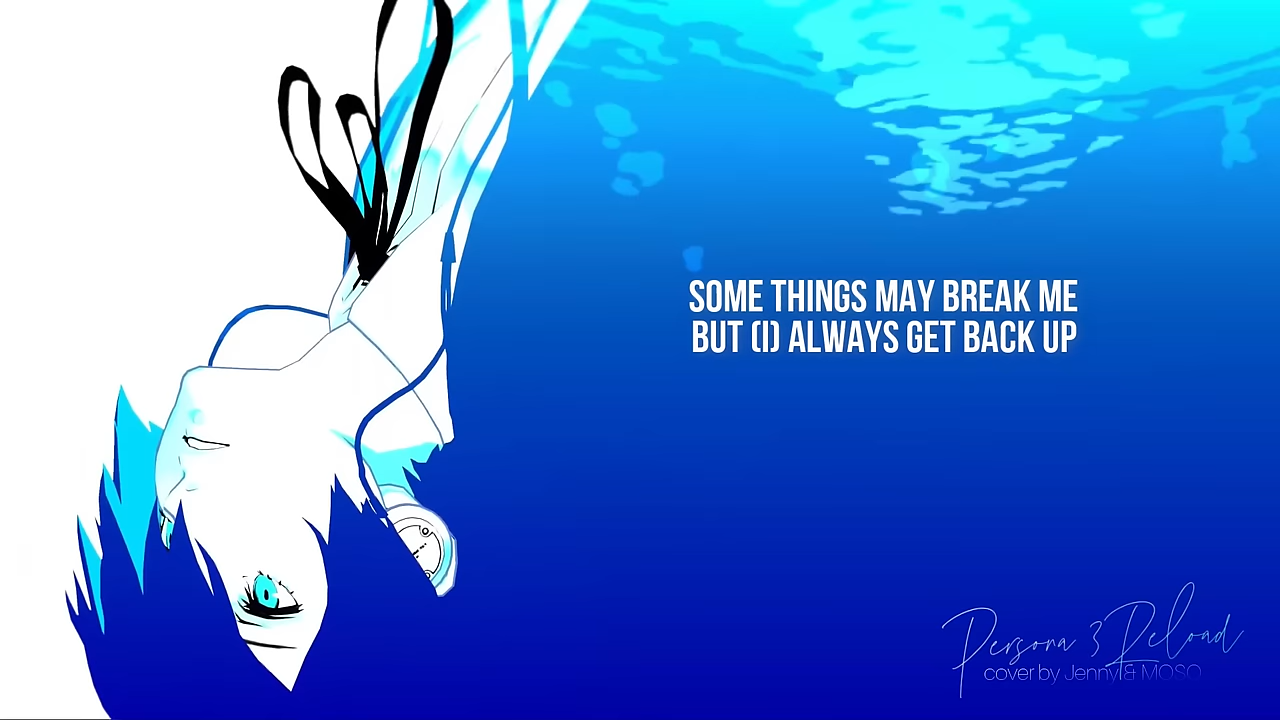 SOME THINGS MAY BREAK ME
BUT (I) ALWAYS GET BACK UP
Persona 3 Reload
cover by Jenny & MOSO